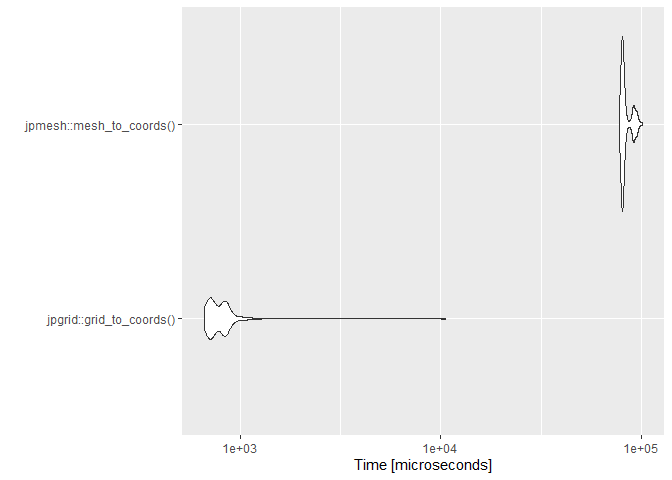 jpmesh::mesh_to_coords()
jpgrid::grid_to_coords()
1e+03
1e+04
1e+05
Time [microseconds]